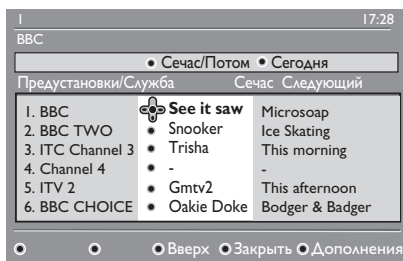 1 17:28
BBC
Сечас/Потом Сегодня
Предустановки/Служба Сечас Следующий
1. BBC See it saw Microsoap
2. BBC TWO Snooker Ice Skating
3. ITC Channel 3 Trisha This morning
4. Channel 4 - -
5. ITV 2 Gmtv2 This afternoon
6. BBC CHOICE Oakie Doke Bodger & Badger
Вверх Закрыть Дополнения